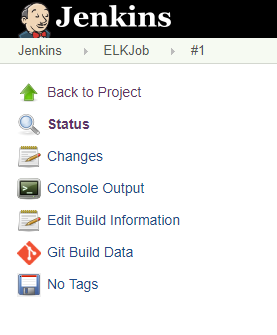 Jenkins
Jenkins ELKJob #1
Back to Project
Status
Changes
Console Output
Edit Build Information
Git Build Data
No Tags